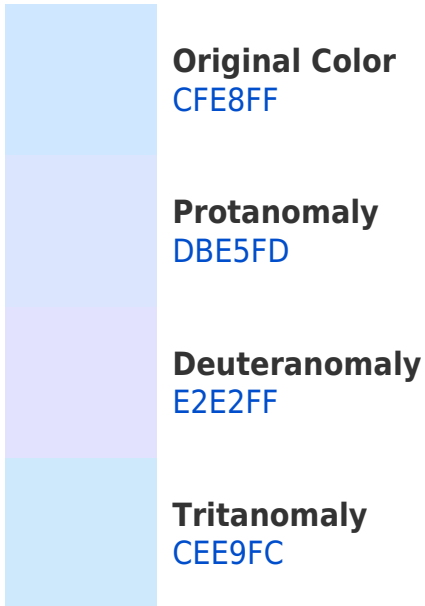 Original Color
CFE8FF
Protanomaly
DBE5FD
Deuteranomaly
E2E2FF
Tritanomaly
CEE9FC